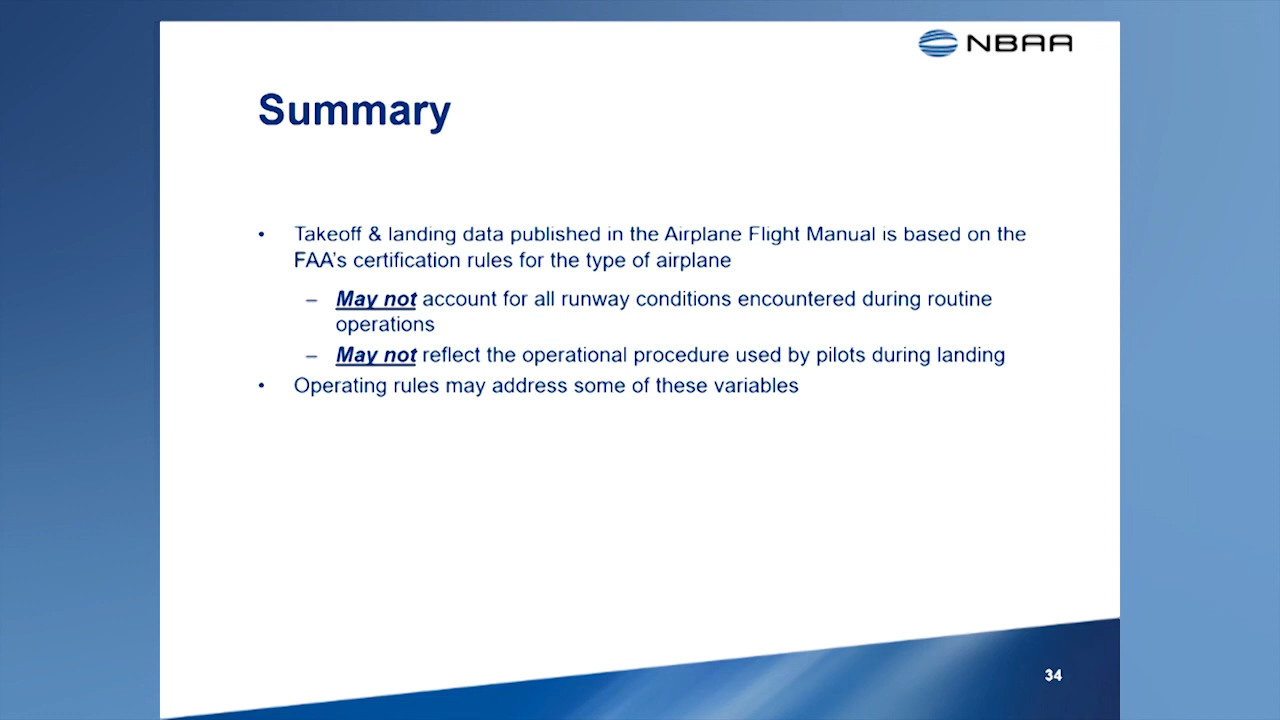 NBAA
Summary
• Takeoff & landing data published in the Airplane Flight Manual is based on the
FAA's certification rules for the type of airplane
– May not account for all runway conditions encountered during routine
operations
– May not reflect the operational procedure used by pilots during landing
• Operating rules may address some of these variables
34